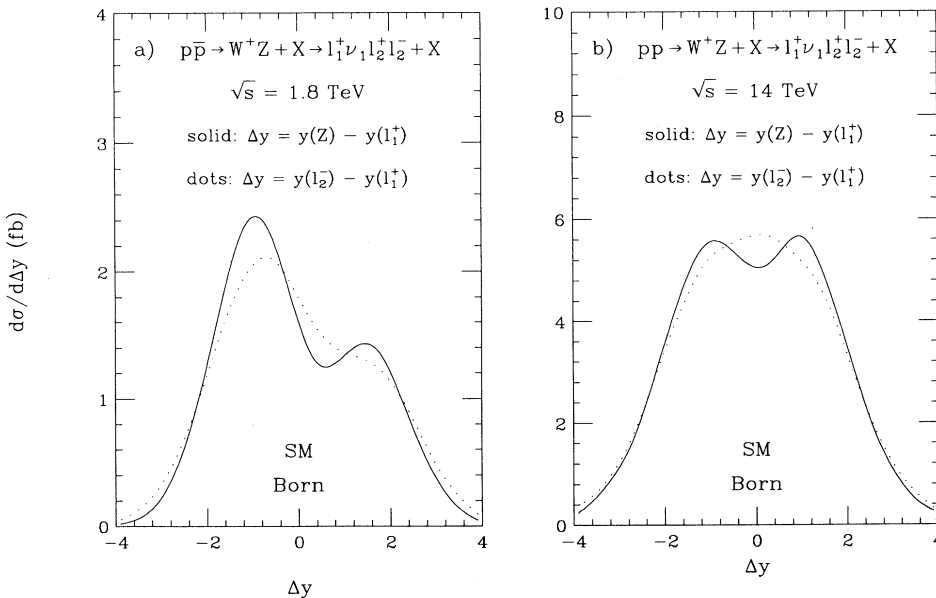 a) pp̅ → W⁺Z + X → l₁⁺ν₁l₂⁺l₂⁻ + X
√s = 1.8 TeV
solid: Δy = y(Z) − y(l₁⁺)
dots: Δy = y(l₂⁻) − y(l₁⁺)
SM
Born
dσ/dΔy (fb)
4
3
2
1
0
−4
−2
0
2
4
Δy
b) pp → W⁺Z + X → l₁⁺ν₁l₂⁺l₂⁻ + X
√s = 14 TeV
solid: Δy = y(Z) − y(l₁⁺)
dots: Δy = y(l₂⁻) − y(l₁⁺)
SM
Born
10
8
6
4
2
0
−4
−2
0
2
4
Δy